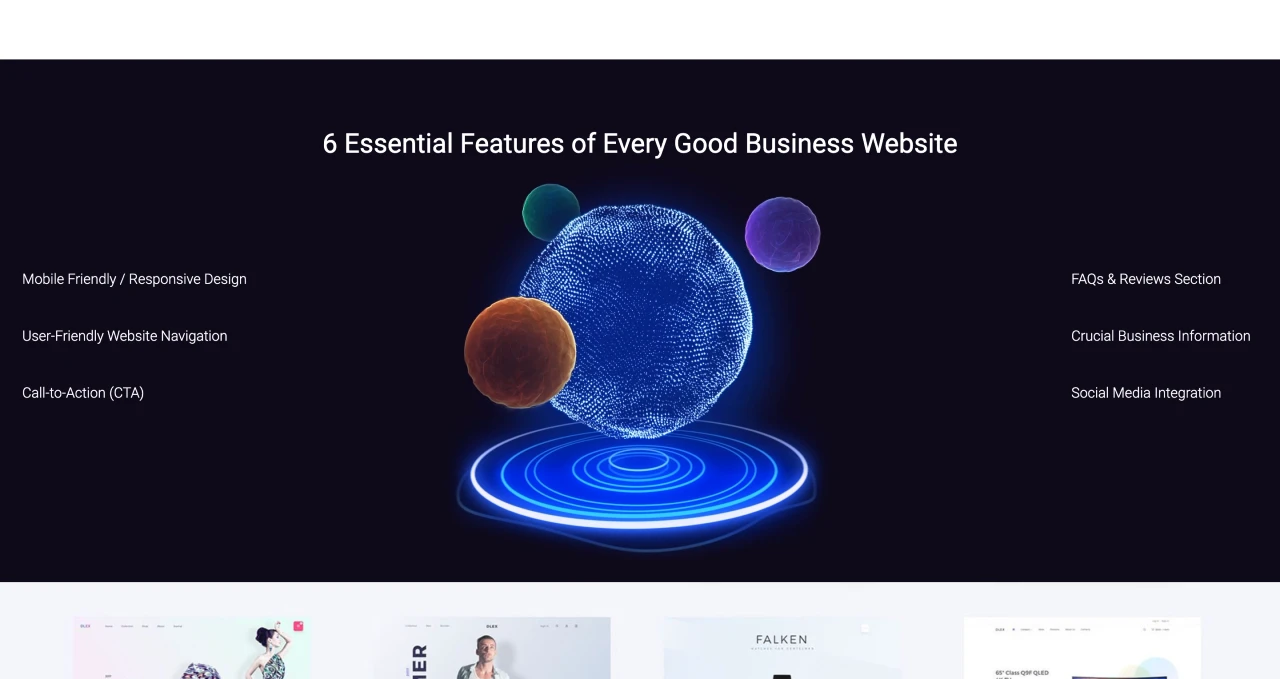 6 Essential Features of Every Good Business Website
Mobile Friendly / Responsive Design
User-Friendly Website Navigation
Call-to-Action (CTA)
FAQs & Reviews Section
Crucial Business Information
Social Media Integration
FALKEN
65" Class Q9F QLED